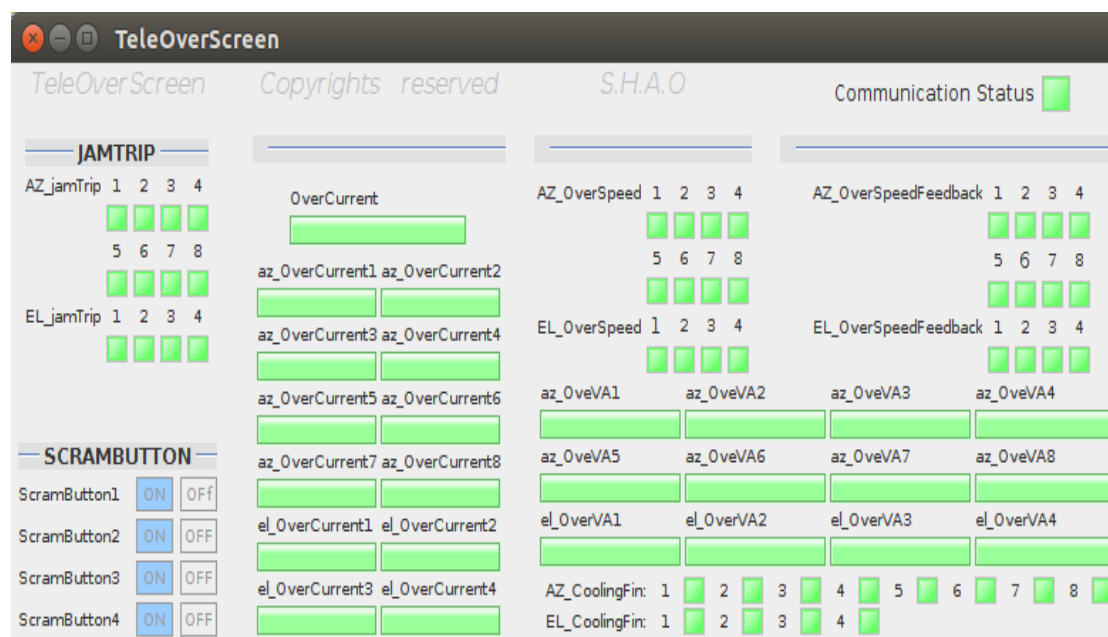 TeleOverScreen
TeleOverScreen Copyrights reserved S.H.A.O Communication Status
JAMTRIP
AZ_jamTrip 1 2 3 4
5 6 7 8
EL_jamTrip 1 2 3 4
SCRAMBUTTON
ScramButton1 ON OFf
ScramButton2 ON OFF
ScramButton3 ON OFF
ScramButton4 ON OFF
OverCurrent
az_OverCurrent1 az_OverCurrent2
az_OverCurrent3 az_OverCurrent4
az_OverCurrent5 az_OverCurrent6
az_OverCurrent7 az_OverCurrent8
el_OverCurrent1 el_OverCurrent2
el_OverCurrent3 el_OverCurrent4
AZ_OverSpeed 1 2 3 4
5 6 7 8
EL_OverSpeed 1 2 3 4
AZ_OverSpeedFeedback 1 2 3 4
5 6 7 8
EL_OverSpeedFeedback 1 2 3 4
az_OveVA1 az_OveVA2 az_OveVA3 az_OveVA4
az_OveVA5 az_OveVA6 az_OveVA7 az_OveVA8
el_OverVA1 el_OverVA2 el_OverVA3 el_OverVA4
AZ_CoolingFin: 1 2 3 4 5 6 7 8
EL_CoolingFin: 1 2 3 4